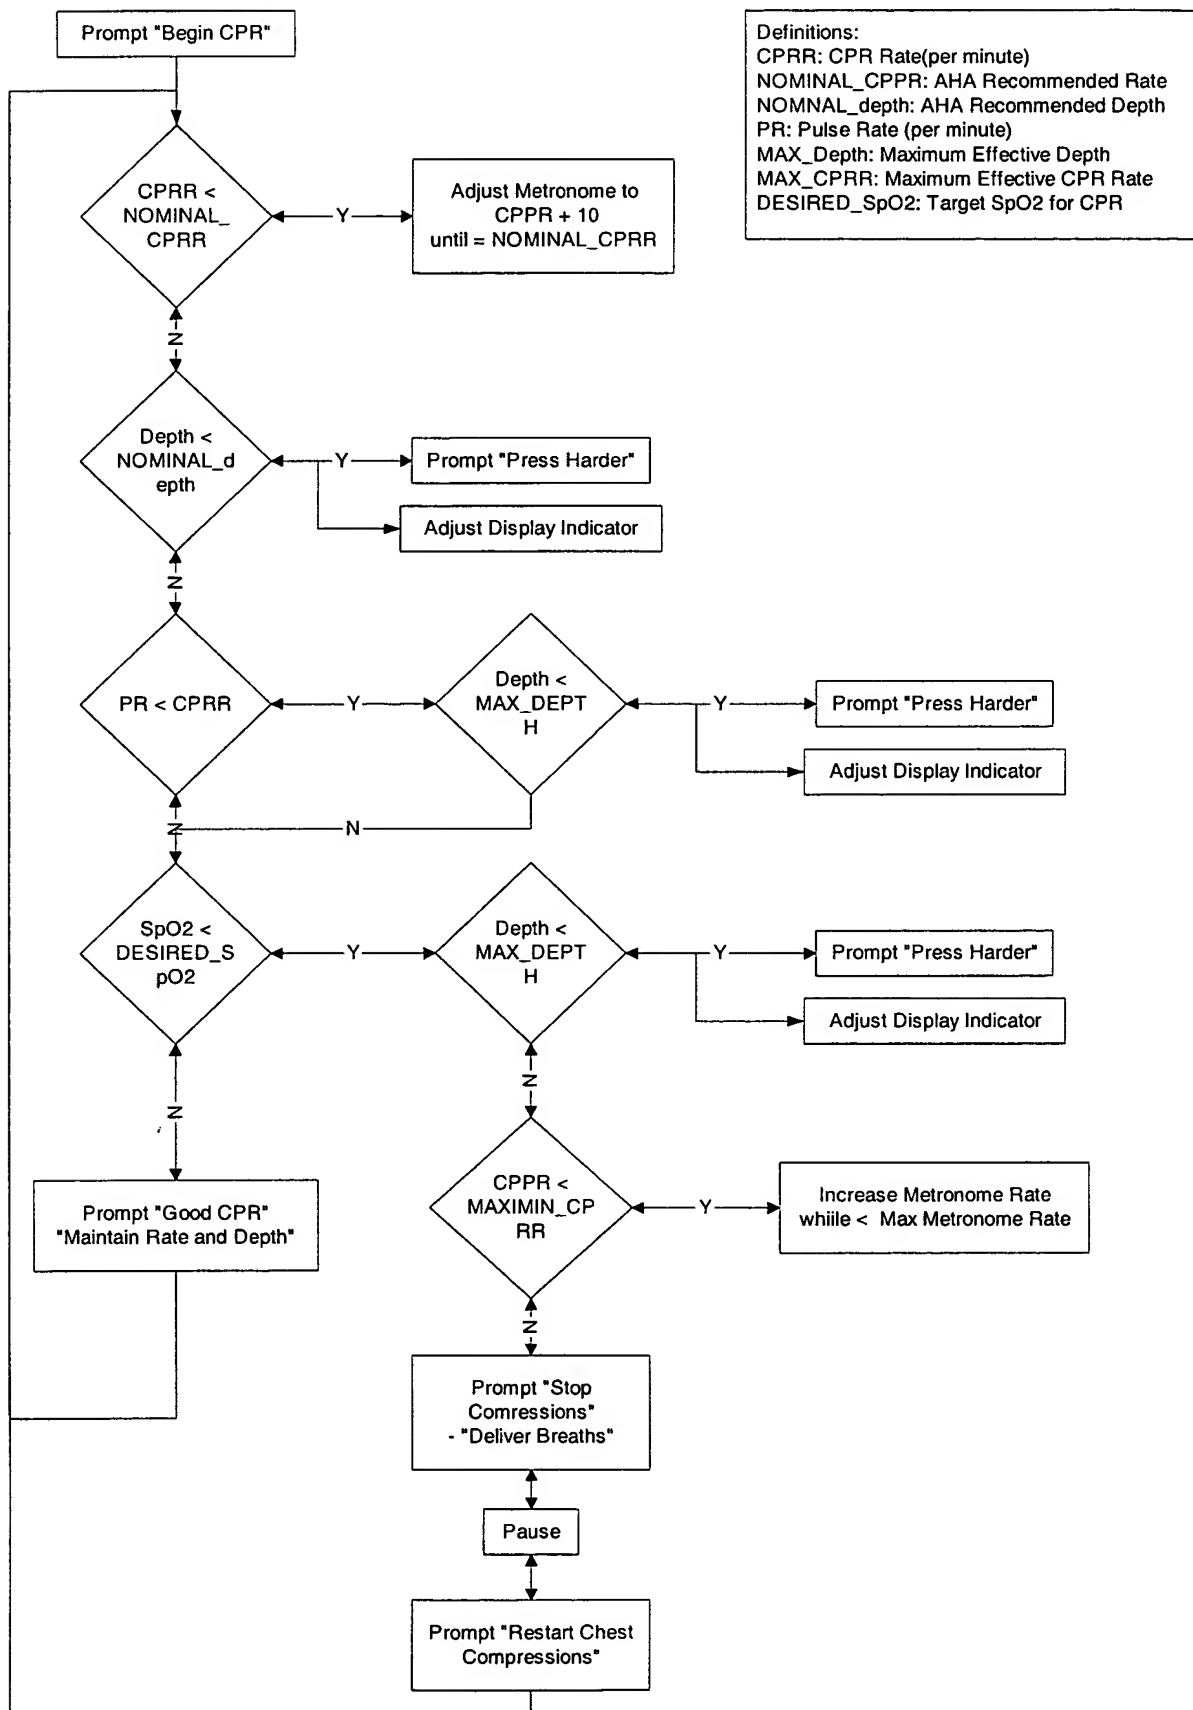 Prompt "Begin CPR"
Definitions:
CPRR: CPR Rate(per minute)
NOMINAL_CPPR: AHA Recommended Rate
NOMNAL_depth: AHA Recommended Depth
PR: Pulse Rate (per minute)
MAX_Depth: Maximum Effective Depth
MAX_CPRR: Maximum Effective CPR Rate
DESIRED_SpO2: Target SpO2 for CPR
CPRR <
NOMINAL_
CPRR
Y
Adjust Metronome to
CPPR + 10
until = NOMINAL_CPRR
N
Depth <
NOMINAL_d
epth
Y
Prompt "Press Harder"
Adjust Display Indicator
N
PR < CPRR
Y
Depth <
MAX_DEPT
H
Y
Prompt "Press Harder"
Adjust Display Indicator
N
N
SpO2 <
DESIRED_S
pO2
Y
Depth <
MAX_DEPT
H
Y
Prompt "Press Harder"
Adjust Display Indicator
N
N
Prompt "Good CPR"
"Maintain Rate and Depth"
CPPR <
MAXIMIN_CP
RR
Y
Increase Metronome Rate
whiile < Max Metronome Rate
N
Prompt "Stop
Comressions"
- "Deliver Breaths"
Pause
Prompt "Restart Chest
Compressions"